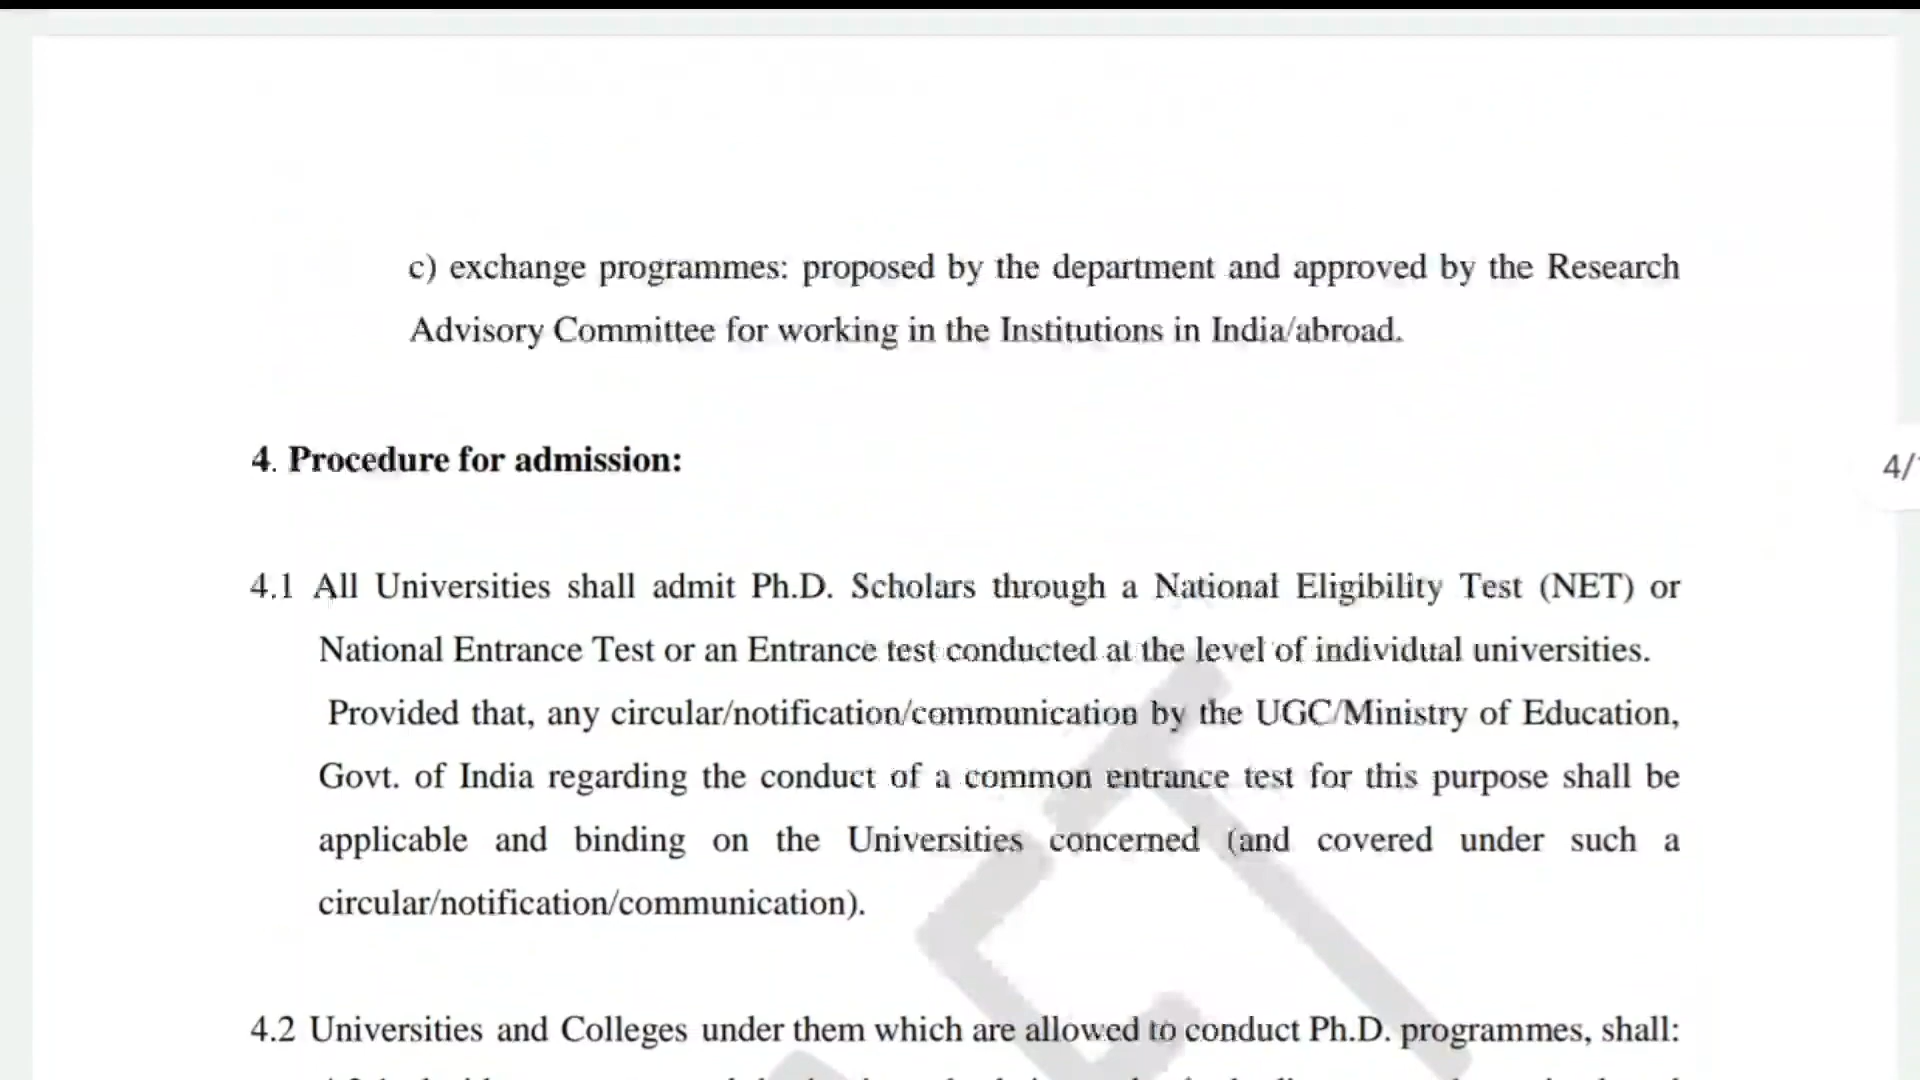 c) exchange programmes: proposed by the department and approved by the Research
Advisory Committee for working in the Institutions in India/abroad.
4. Procedure for admission:
4/
4.1 All Universities shall admit Ph.D. Scholars through a National Eligibility Test (NET) or
National Entrance Test or an Entrance test conducted at the level of individual universities.
Provided that, any circular/notification/communication by the UGC/Ministry of Education,
Govt. of India regarding the conduct of a common entrance test for this purpose shall be
applicable and binding on the Universities concerned (and covered under such a
circular/notification/communication).
4.2 Universities and Colleges under them which are allowed to conduct Ph.D. programmes, shall: